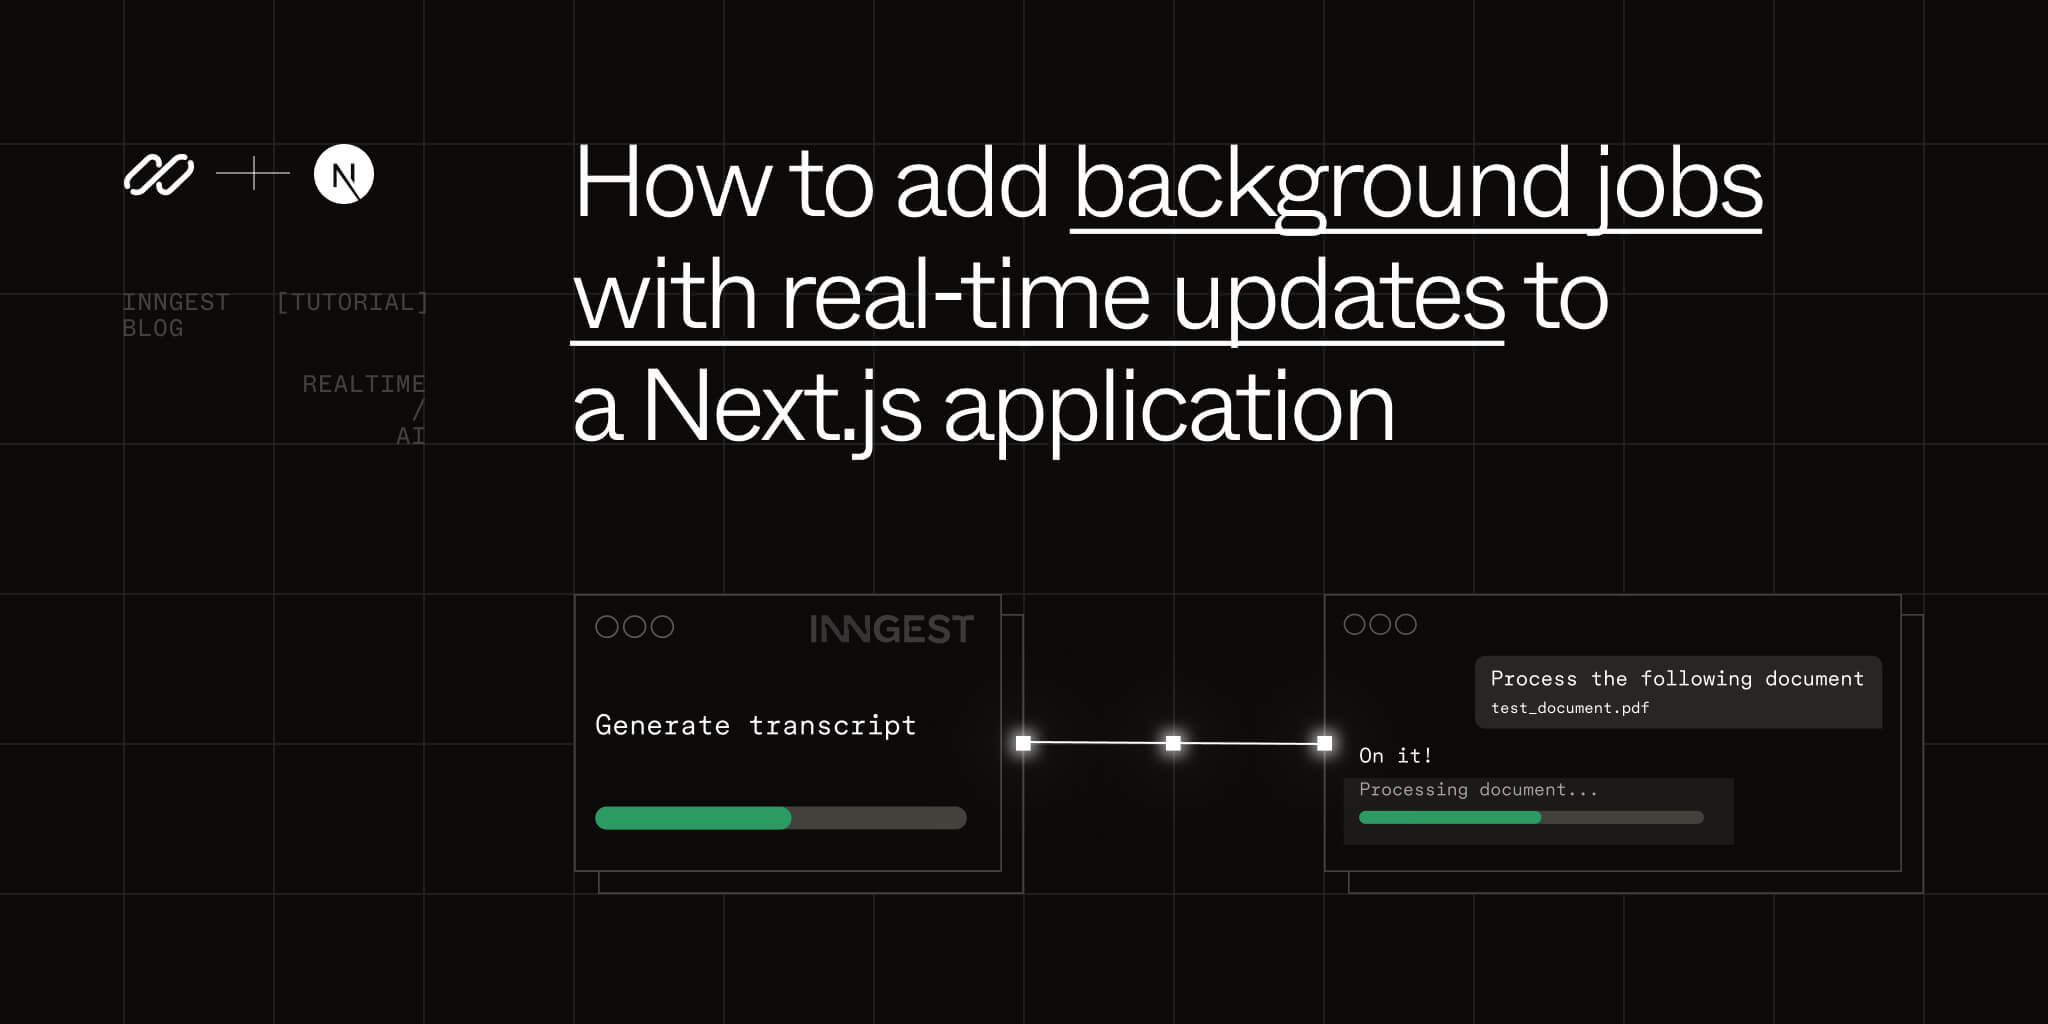 N
How to add background jobs
with real-time updates to
a Next.js application
INNGEST [TUTORIAL]
BLOG
REALTIME
/
AI
INNGEST
Generate transcript
Process the following document
test_document.pdf
On it!
Processing document...